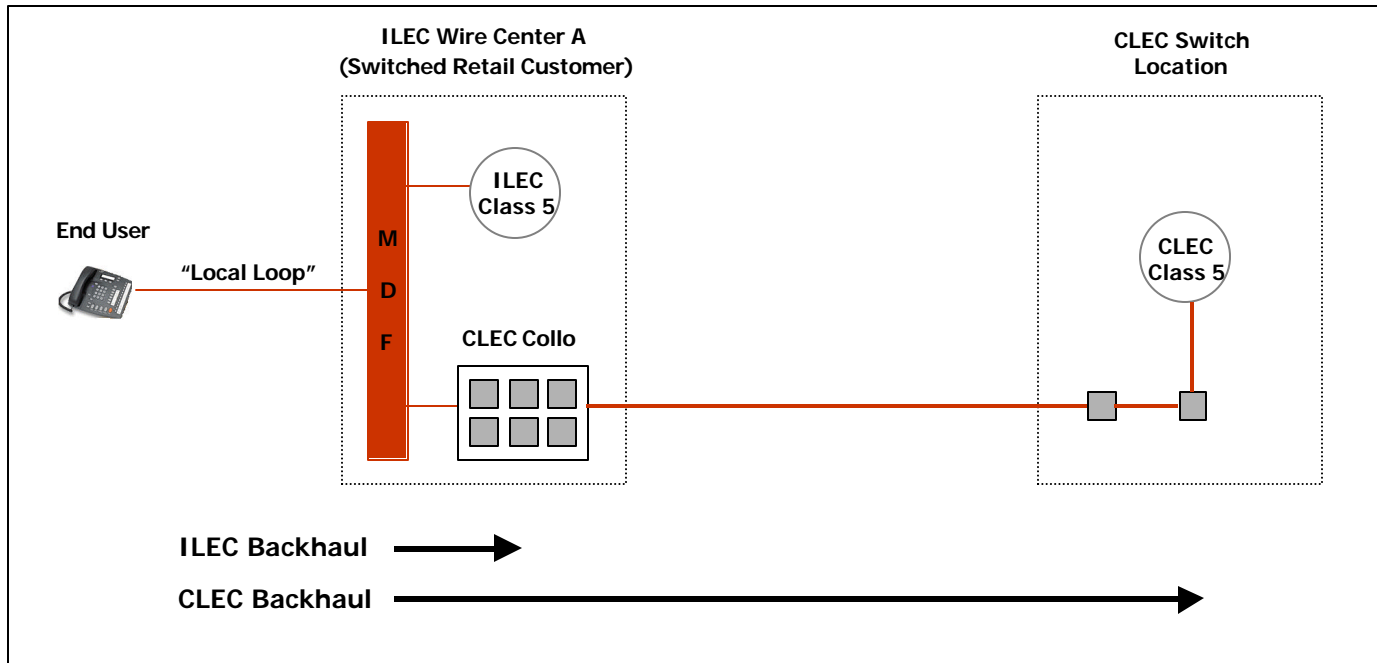 ILEC Wire Center A
(Switched Retail Customer)
CLEC Switch
Location
ILEC
Class 5
End User
"Local Loop"
M
D
F
CLEC Collo
CLEC
Class 5
ILEC Backhaul
CLEC Backhaul